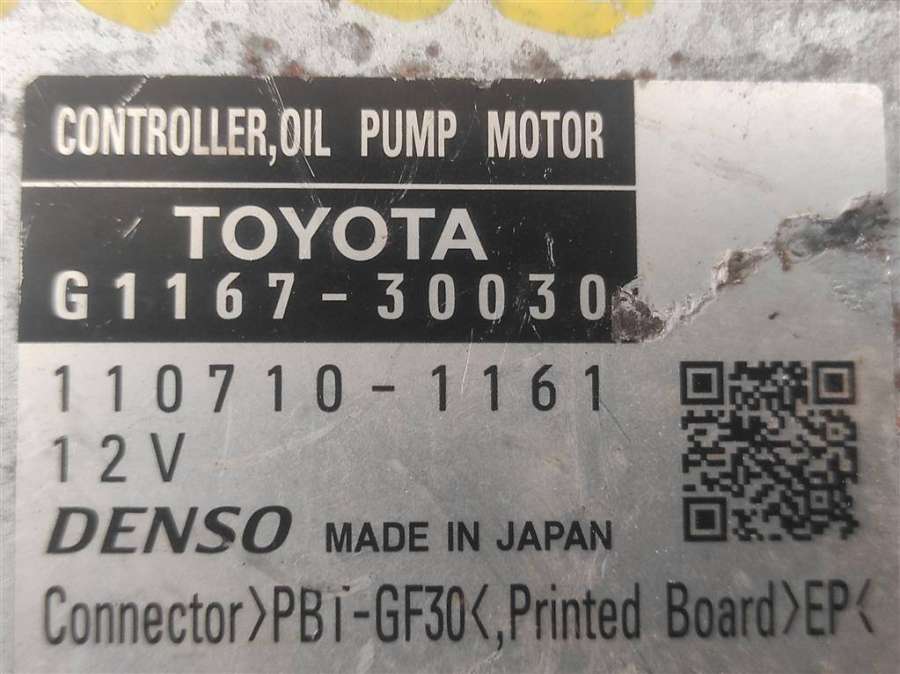 CONTROLLER,OIL PUMP MOTOR
TOYOTA
G1167-30030
110710-1161
12V
DENSO MADE IN JAPAN
Connector>PBT-GF30<,Printed Board>EP<